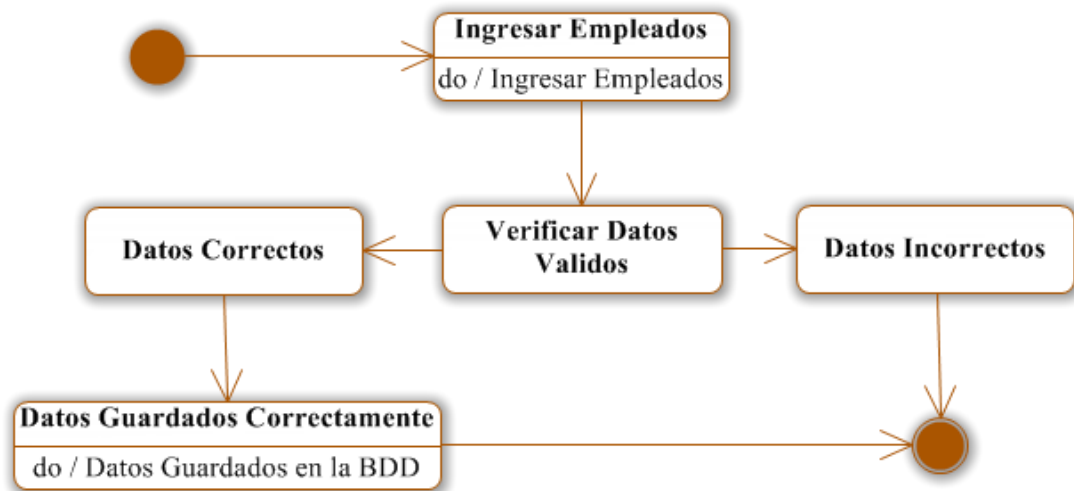 Ingresar Empleados
do / Ingresar Empleados
Datos Correctos
Verificar Datos
Validos
Datos Incorrectos
Datos Guardados Correctamente
do / Datos Guardados en la BDD